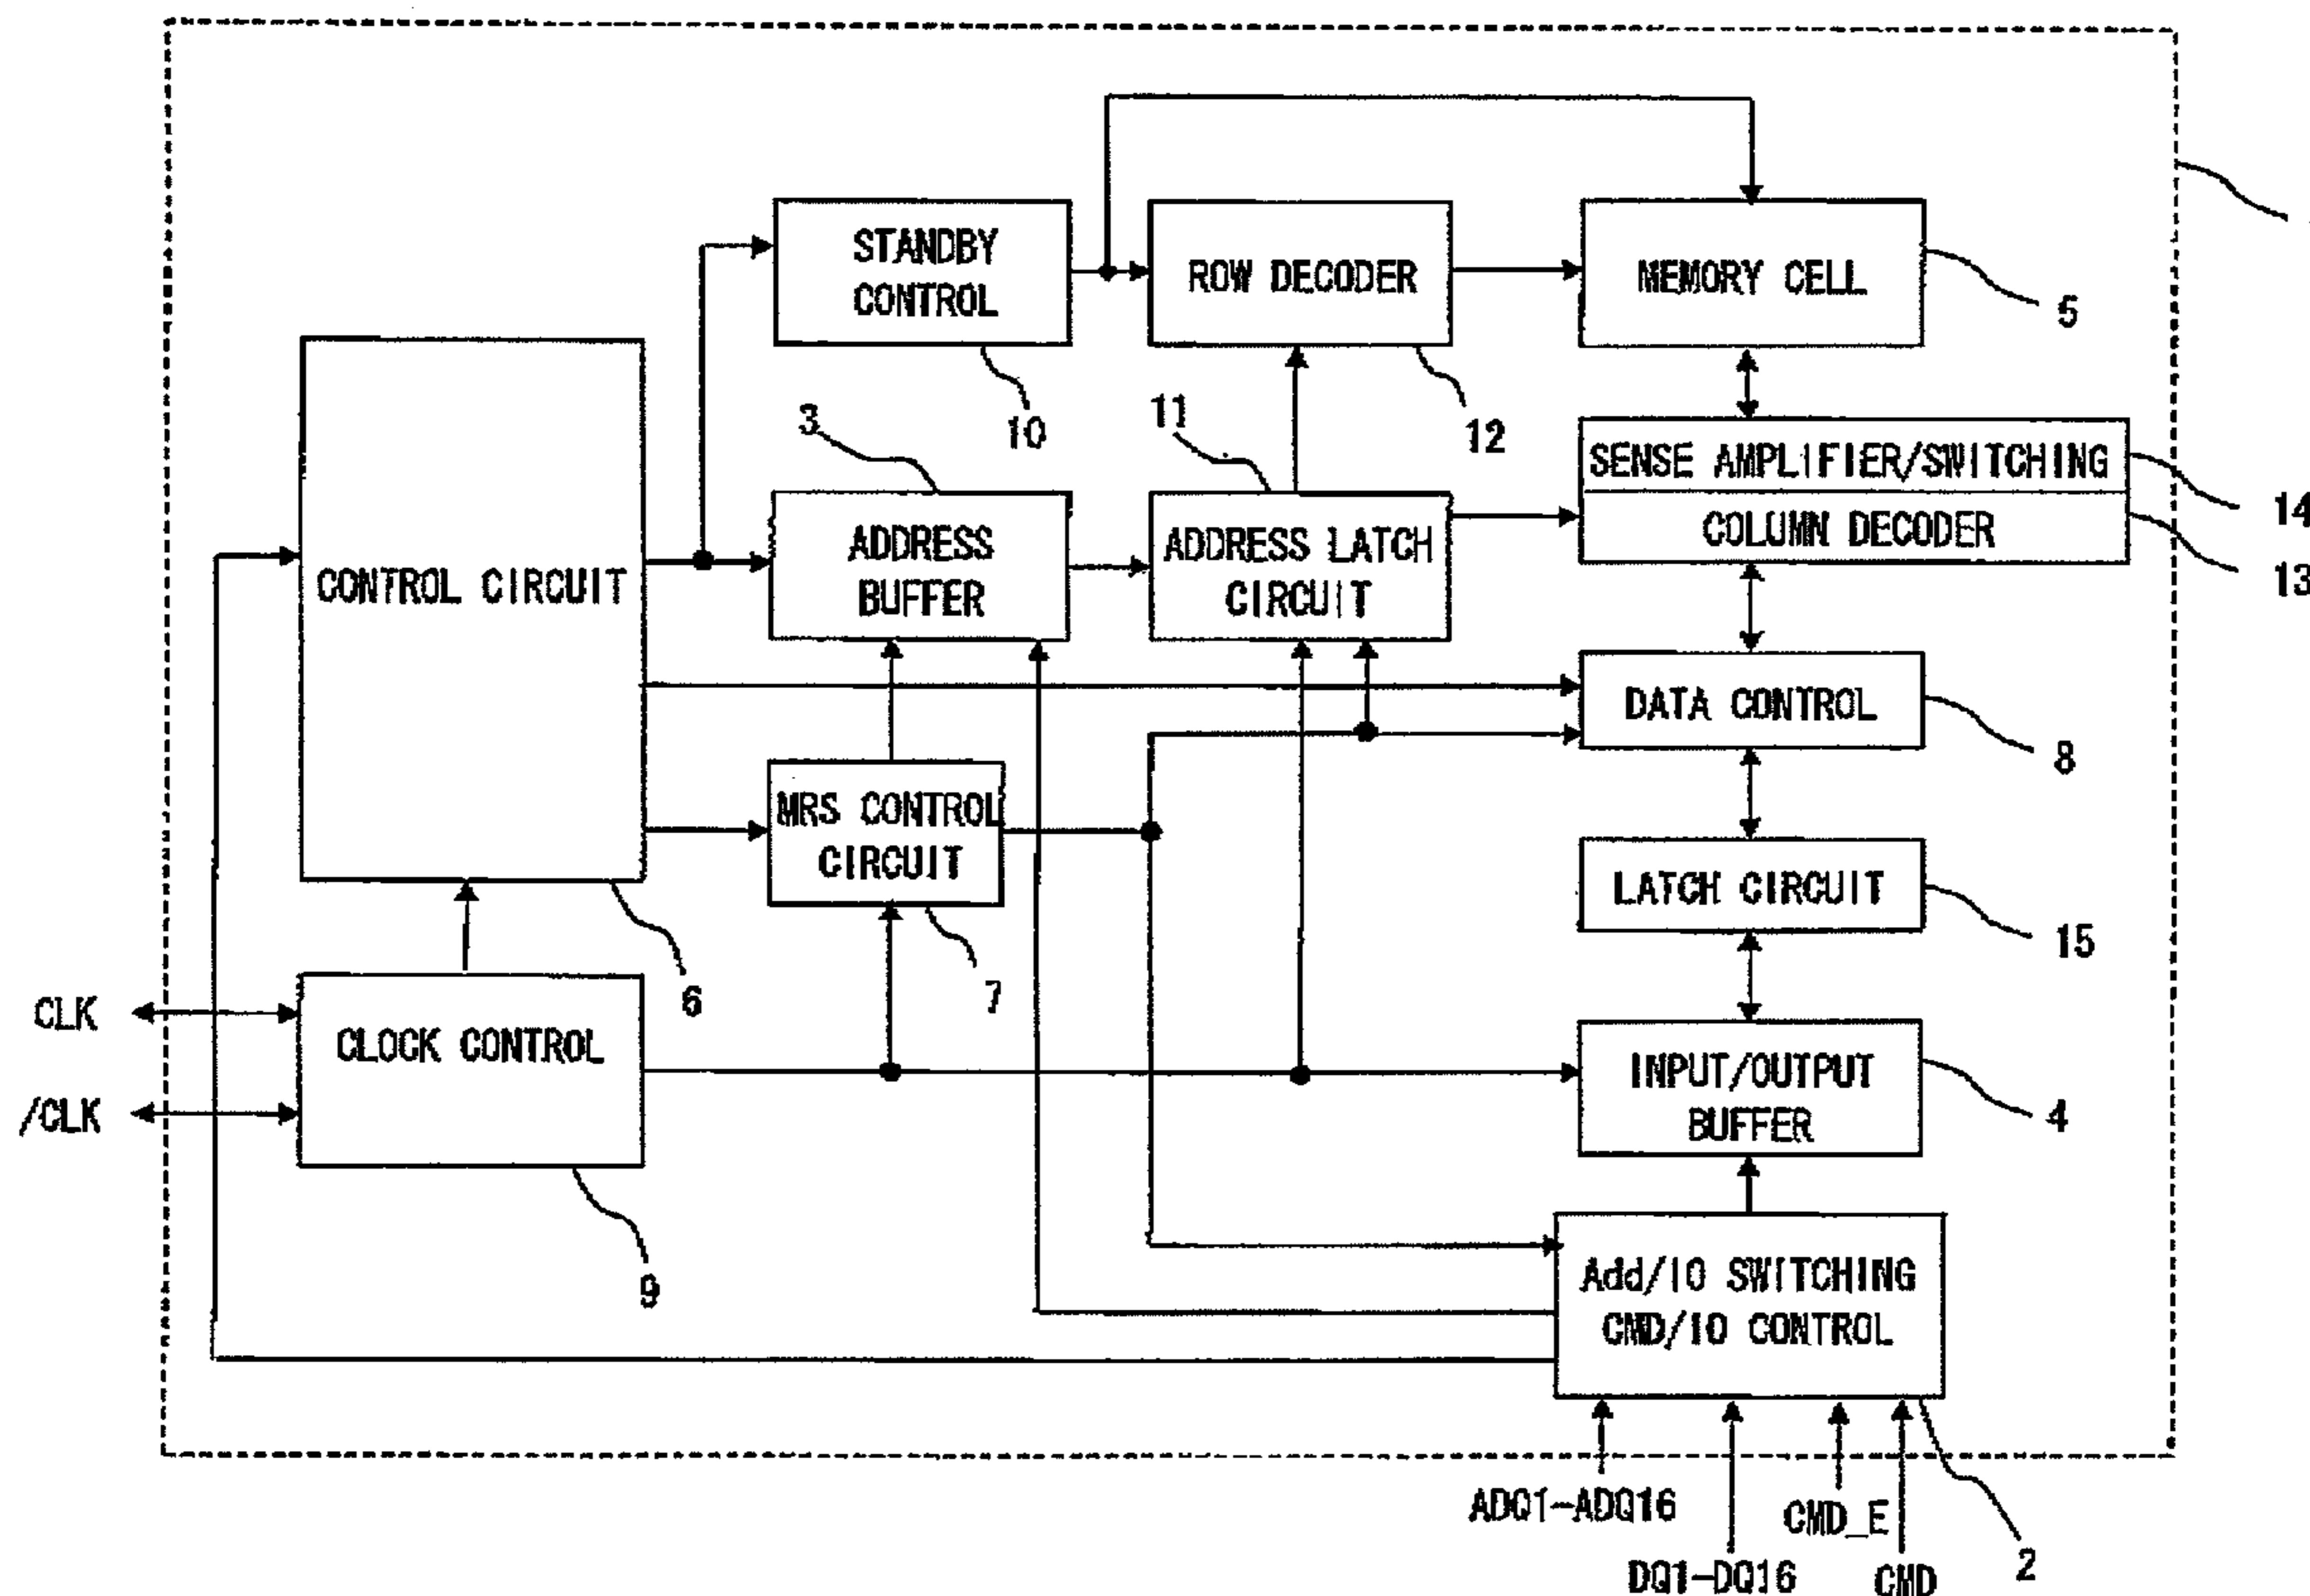 STANDBY
CONTROL
ROW DECODER
MEMORY CELL
5
10
12
3
11
SENSE AMPLIFIER/SWITCHING
14
COLUMN DECODER
13
CONTROL CIRCUIT
ADDRESS
BUFFER
ADDRESS LATCH
CIRCUIT
DATA CONTROL
8
MRS CONTROL
CIRCUIT
LATCH CIRCUIT
15
6
7
CLK
/CLK
CLOCK CONTROL
9
INPUT/OUTPUT
BUFFER
4
Add/IO SWITCHING
CMD/IO CONTROL
2
ADQ1-ADQ16
CMD_E
DQ1-DQ16
CMD